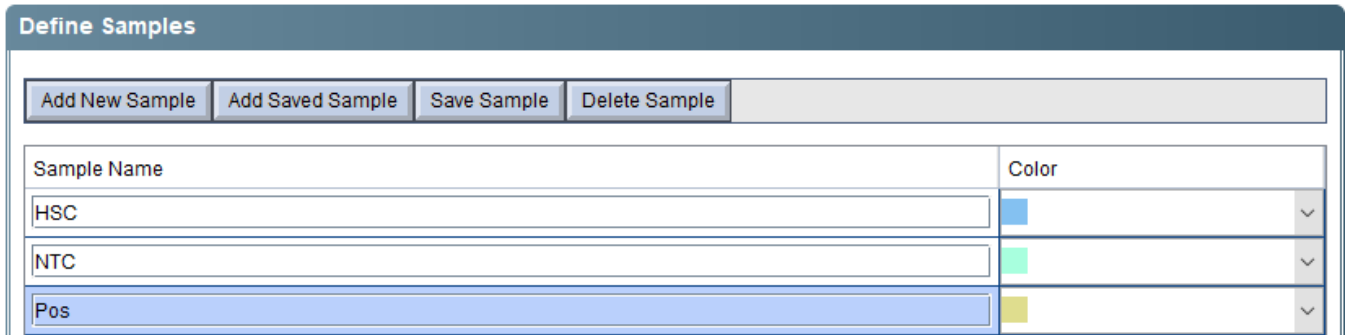 Define Samples
Add New Sample Add Saved Sample Save Sample Delete Sample
Sample Name Color
HSC
NTC
Pos